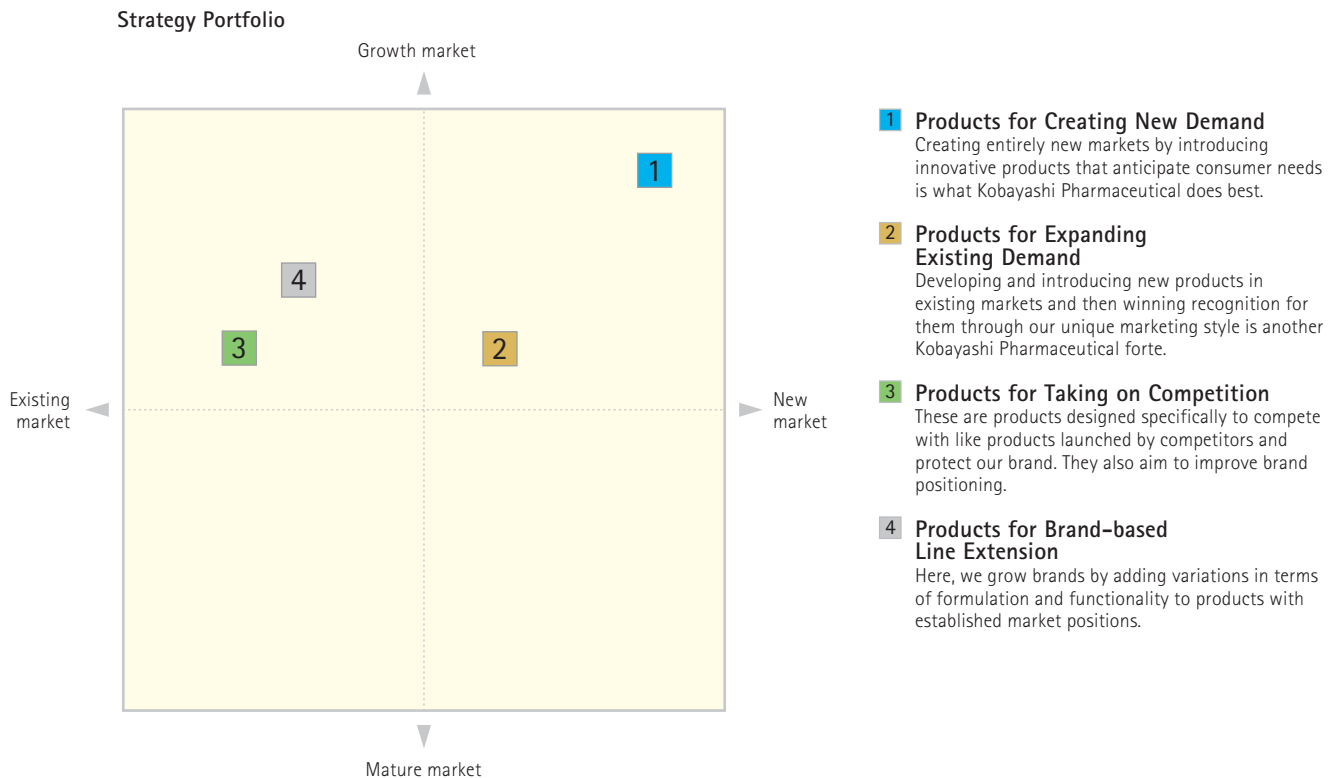 Strategy Portfolio
Growth market
1
4
3
2
Existing
market
New
market
Mature market
1 Products for Creating New Demand
Creating entirely new markets by introducing
innovative products that anticipate consumer needs
is what Kobayashi Pharmaceutical does best.
2 Products for Expanding
Existing Demand
Developing and introducing new products in
existing markets and then winning recognition for
them through our unique marketing style is another
Kobayashi Pharmaceutical forte.
3 Products for Taking on Competition
These are products designed specifically to compete
with like products launched by competitors and
protect our brand. They also aim to improve brand
positioning.
4 Products for Brand-based
Line Extension
Here, we grow brands by adding variations in terms
of formulation and functionality to products with
established market positions.